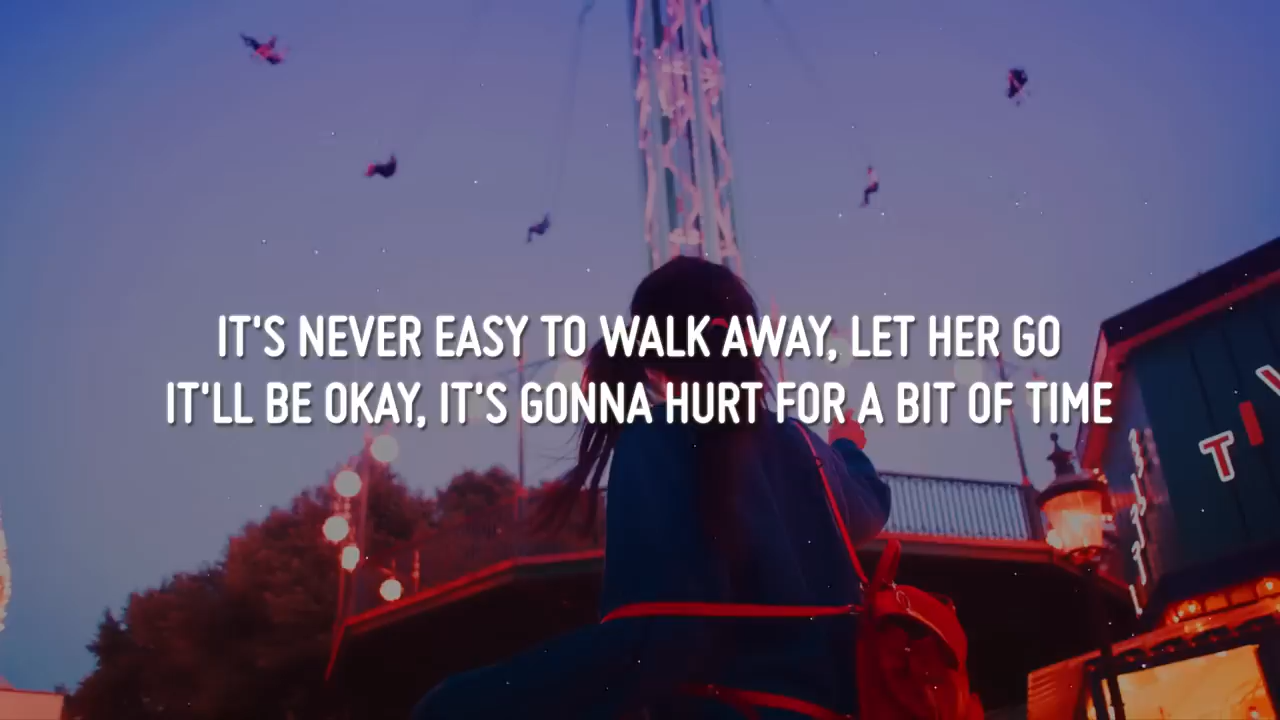 IT'S NEVER EASY TO WALK AWAY, LET HER GO
IT'LL BE OKAY, IT'S GONNA HURT FOR A BIT OF TIME